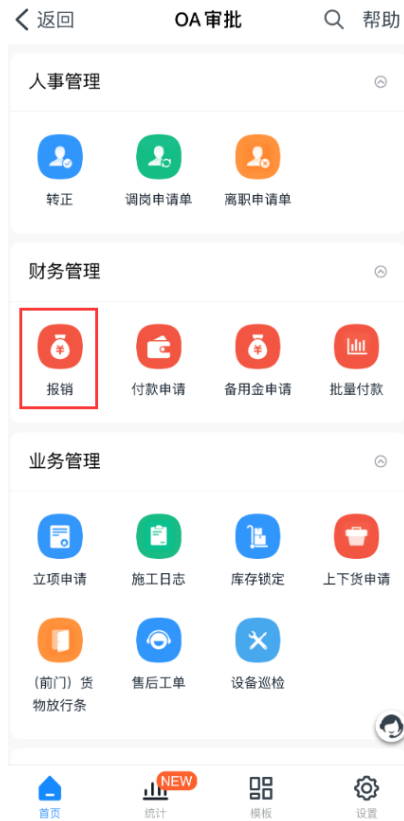 返回 OA审批 帮助
人事管理
转正 调岗申请单 离职申请单
财务管理
报销 付款申请 备用金申请 批量付款
业务管理
立项申请 施工日志 库存锁定 上下货申请
(前门) 货 售后工单 设备巡检
物放行条
NEW
首页 统计 模板 设置